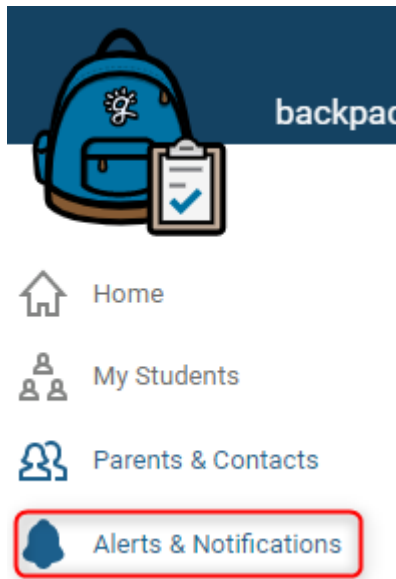 backpac
Home
My Students
Parents & Contacts
Alerts & Notifications